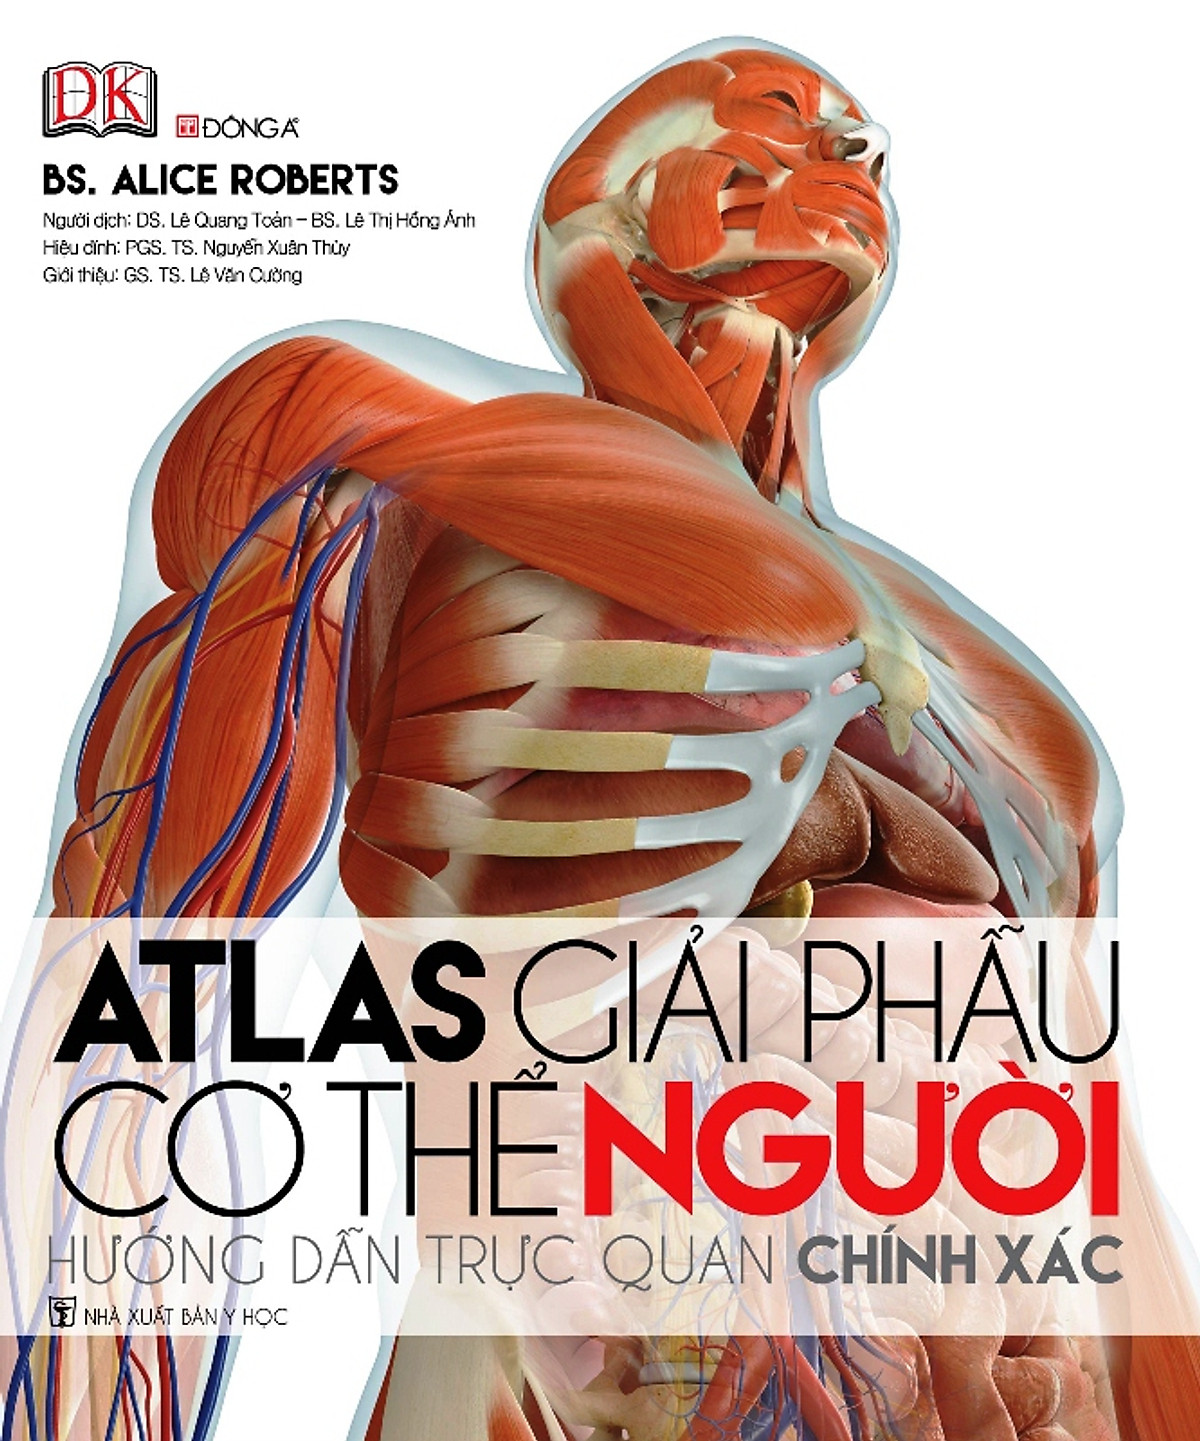 DK
ĐÔNG A
BS. ALICE ROBERTS
Người dịch: DS. Lê Quang Toản – BS. Lê Thị Hồng Ánh
Hiệu đính: PGS. TS. Nguyễn Xuân Thùy
Giới thiệu: GS. TS. Lê Văn Cường
ATLAS GIẢI PHẪU
CƠ THỂ NGƯỜI
HƯỚNG DẪN TRỰC QUAN CHÍNH XÁC
NHÀ XUẤT BẢN Y HỌC